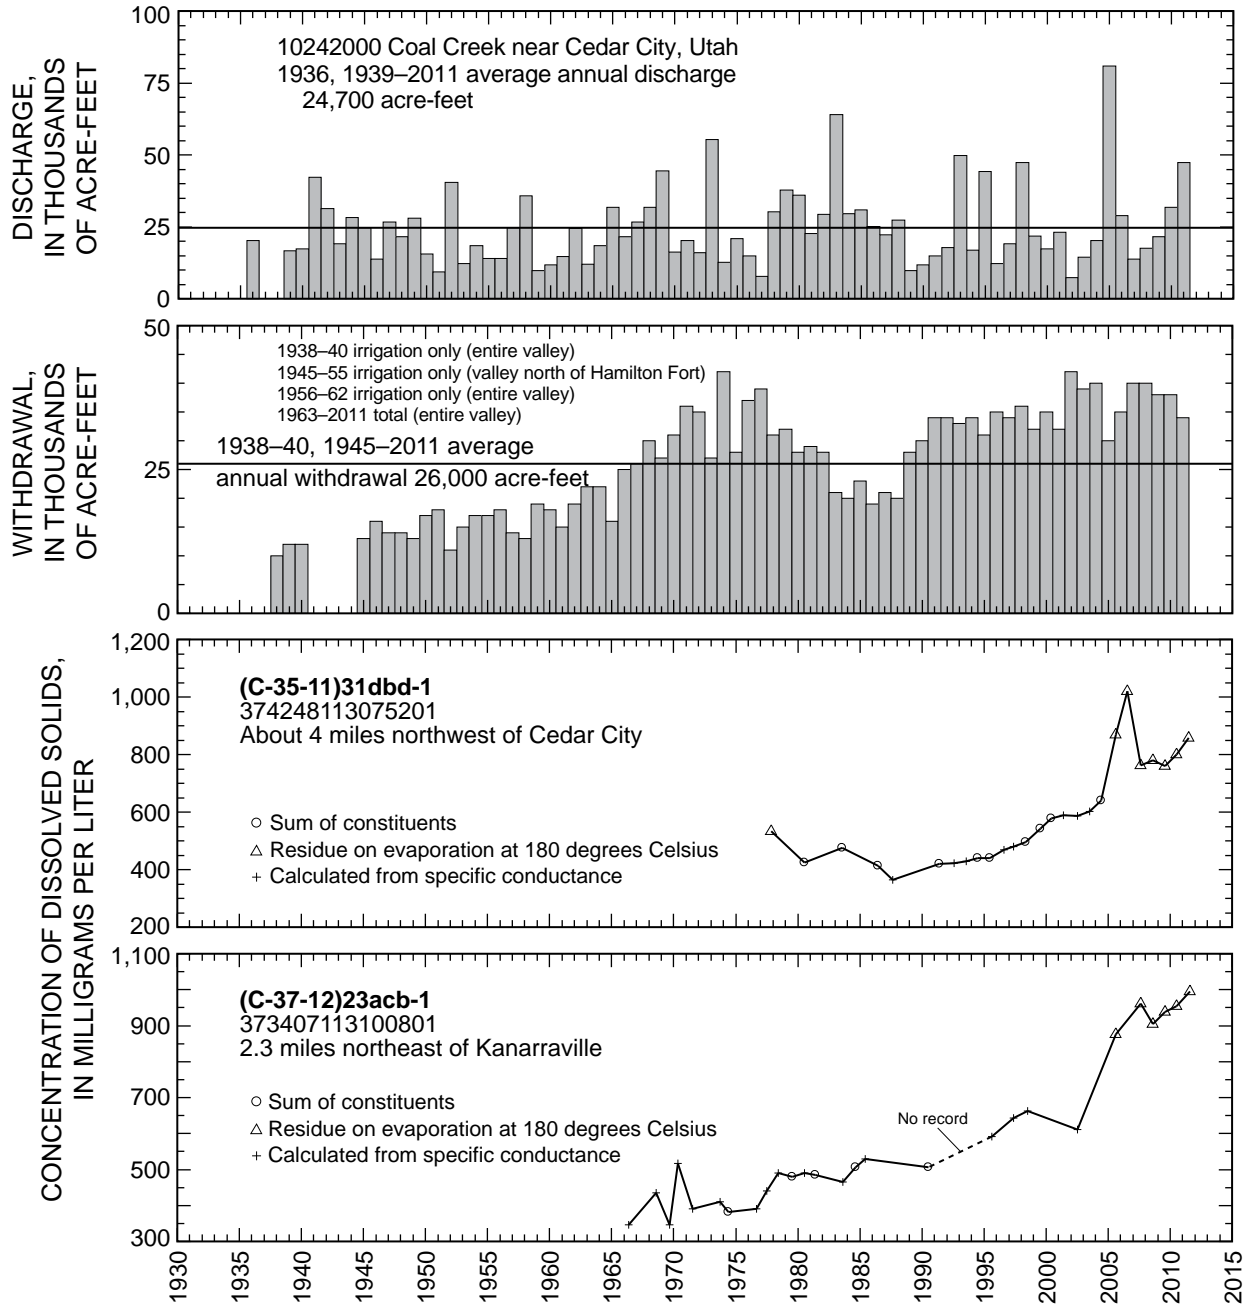 DISCHARGE,
IN THOUSANDS
OF ACRE-FEET
100
75
50
25
0
10242000 Coal Creek near Cedar City, Utah
1936, 1939–2011 average annual discharge
24,700 acre-feet
WITHDRAWAL,
IN THOUSANDS
OF ACRE-FEET
50
25
0
1938–40 irrigation only (entire valley)
1945–55 irrigation only (valley north of Hamilton Fort)
1956–62 irrigation only (entire valley)
1963–2011 total (entire valley)
1938–40, 1945–2011 average
annual withdrawal 26,000 acre-feet
CONCENTRATION OF DISSOLVED SOLIDS,
IN MILLIGRAMS PER LITER
1,200
1,000
800
600
400
200
(C-35-11)31dbd-1
374248113075201
About 4 miles northwest of Cedar City
Sum of constituents
Residue on evaporation at 180 degrees Celsius
Calculated from specific conductance
1,100
900
700
500
300
(C-37-12)23acb-1
373407113100801
2.3 miles northeast of Kanarraville
Sum of constituents
Residue on evaporation at 180 degrees Celsius
Calculated from specific conductance
No record
1930
1935
1940
1945
1950
1955
1960
1965
1970
1975
1980
1985
1990
1995
2000
2005
2010
2015